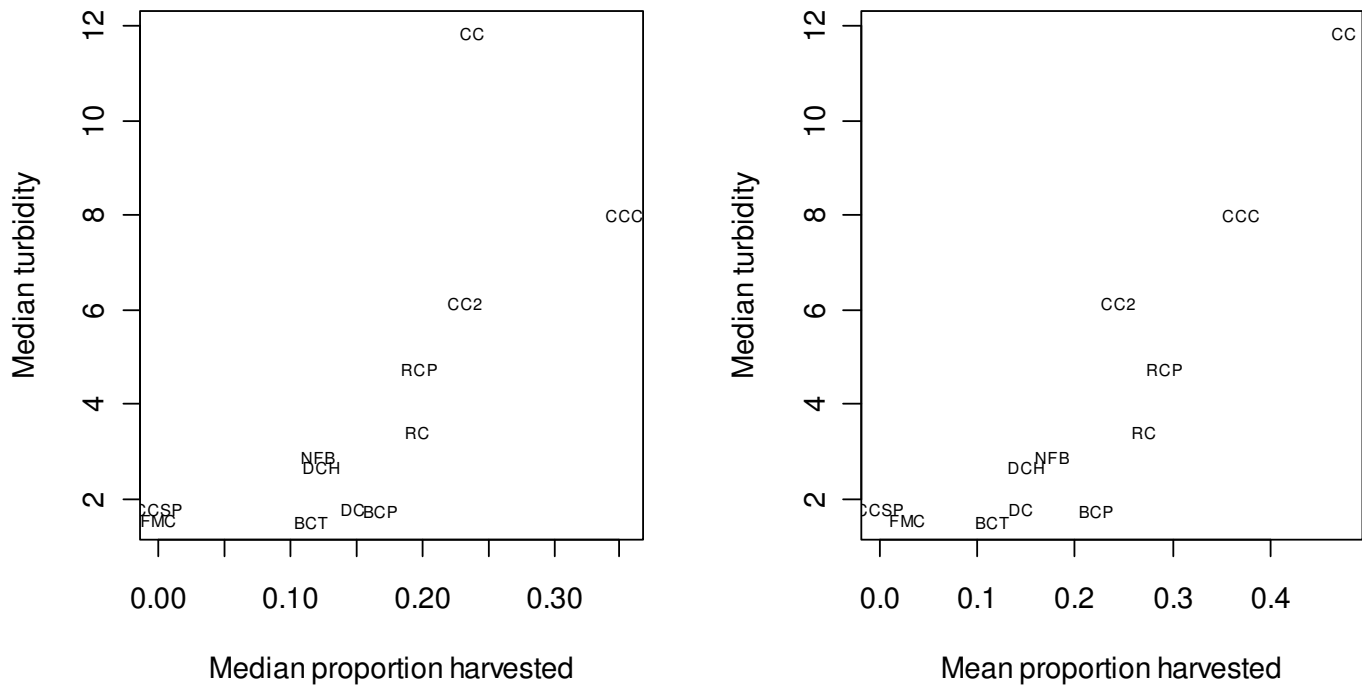 12
10
8
6
4
2
Median turbidity
CC
CCC
CC2
RCP
RC
NFB
DCH
CCSP
DC
BCP
FMC
BCT
0.00
0.10
0.20
0.30
Median proportion harvested
12
10
8
6
4
2
Median turbidity
CC
CCC
CC2
RCP
RC
NFB
DCH
CCSP
DC
BCP
FMC
BCT
0.0
0.1
0.2
0.3
0.4
Mean proportion harvested